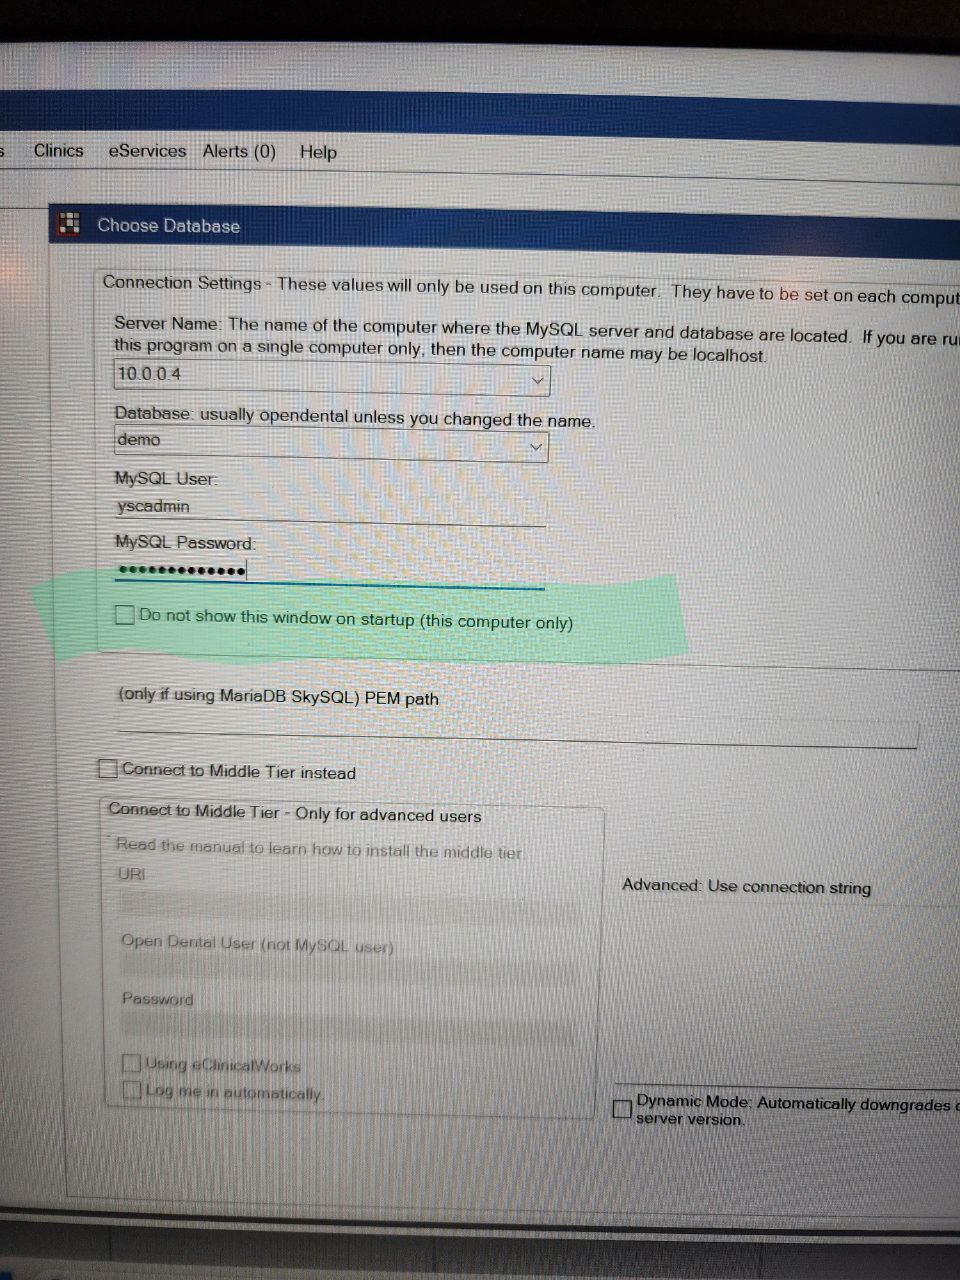 Clinics eServices Alerts (0) Help
Choose Database
Connection Settings - These values will only be used on this computer. They have to be set on each
Server Name: The name of the computer where the MySQL server and database are located. If you are
this program on a single computer only, then the computer name may be localhost.
10.0.0.4
Database: usually opendental unless you changed the name.
demo
MySQL User:
yscadmin
MySQL Password:
●●●●●●●●●●●●●
Do not show this window on startup (this computer only)
(only if using MariaDB SkySQL) PEM path
Connect to Middle Tier instead
Connect to Middle Tier - Only for advanced users
Read the manual to learn how to install the middle tier.
URI
Advanced: Use connection string
Open Dental User (not MySQL user)
Password
Using eClinicalWorks
Log me in automatically.
Dynamic Mode: Automatically downgrades
server version.